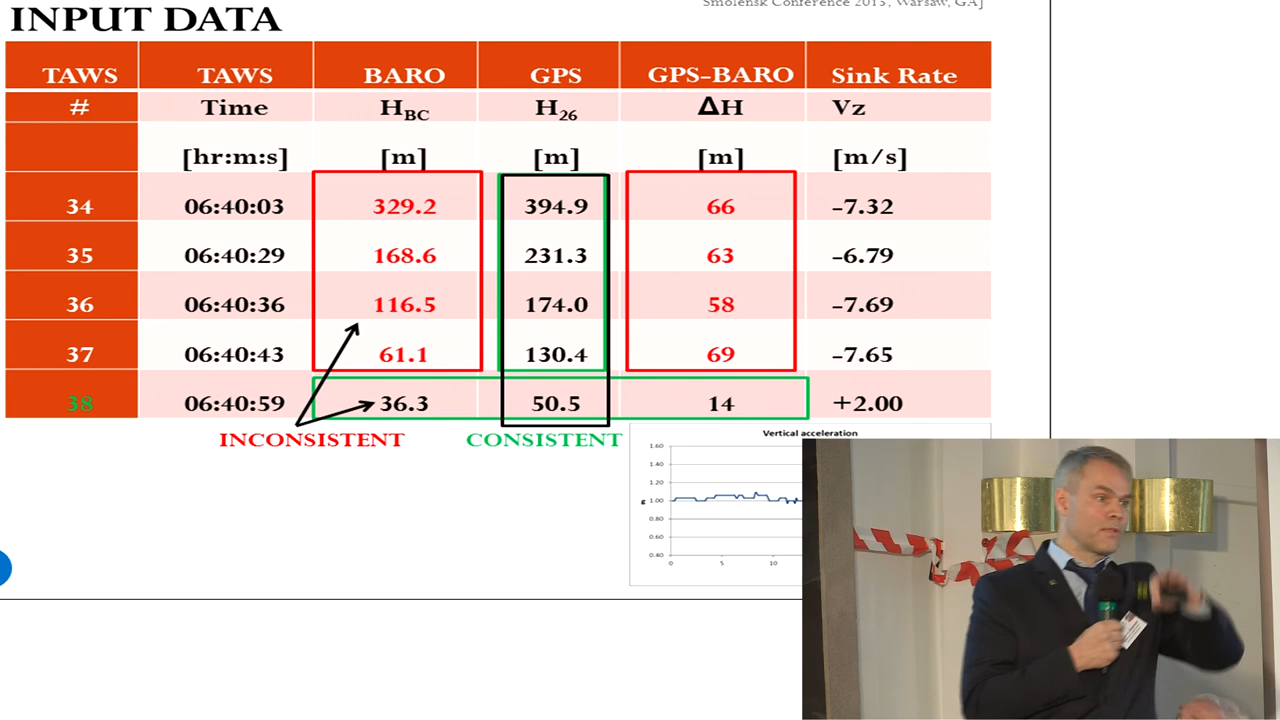 Smolensk Conference 2013, Warsaw, GA]
INPUT DATA
TAWS TAWS BARO GPS GPS-BARO Sink Rate
# Time HBC H26 ΔH Vz
[hr:m:s] [m] [m] [m] [m/s]
34 06:40:03 329.2 394.9 66 -7.32
35 06:40:29 168.6 231.3 63 -6.79
36 06:40:36 116.5 174.0 58 -7.69
37 06:40:43 61.1 130.4 69 -7.65
38 06:40:59 36.3 50.5 14 +2.00
INCONSISTENT CONSISTENT
Vertical acceleration
1.60
1.40
1.20
1.00
0.80
0.60
0.40
0 5 10